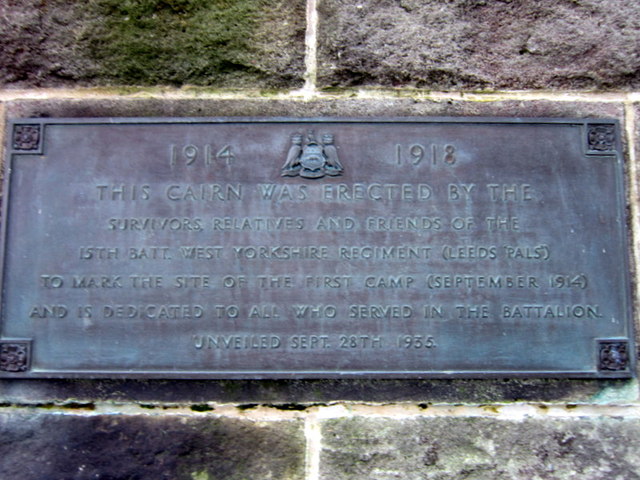 1914 1918
THIS CAIRN WAS ERECTED BY THE
SURVIVORS, RELATIVES AND FRIENDS OF THE
15TH BATT. WEST YORKSHIRE REGIMENT (LEEDS PALS)
TO MARK THE SITE OF THE FIRST CAMP (SEPTEMBER 1914)
AND IS DEDICATED TO ALL WHO SERVED IN THE BATTALION.
UNVEILED SEPT. 28TH 1935.